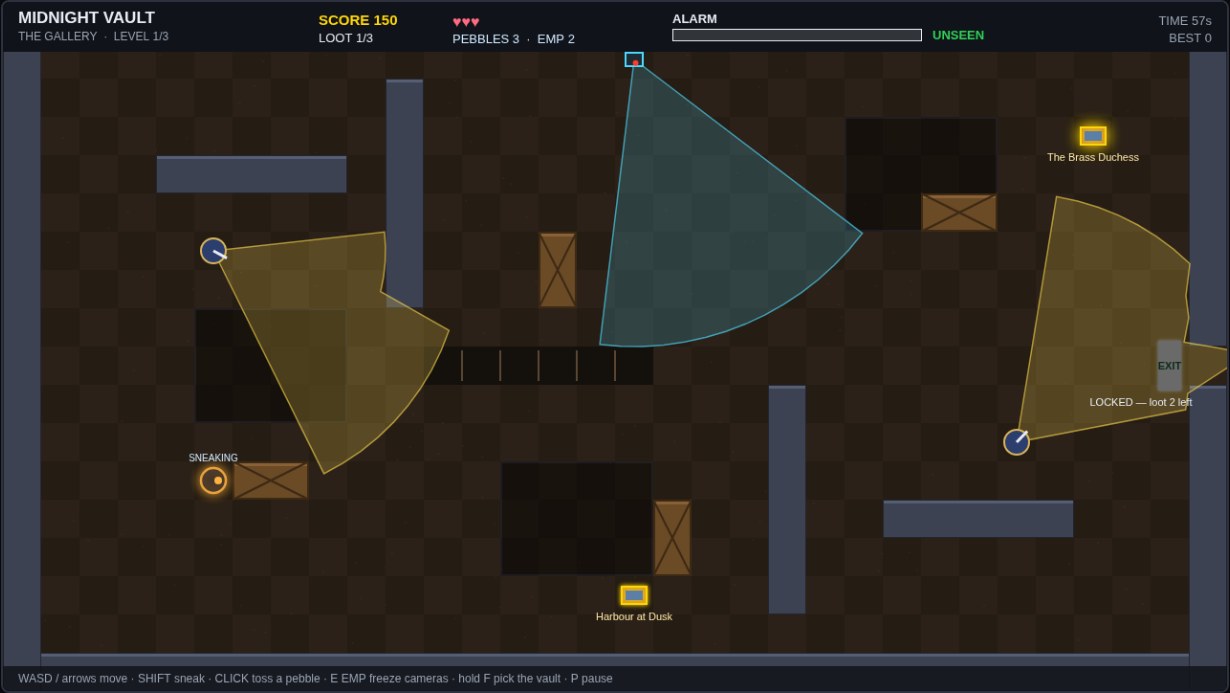 MIDNIGHT VAULT
THE GALLERY · LEVEL 1/3
SCORE 150
LOOT 1/3
♥♥♥
PEBBLES 3 · EMP 2
ALARM
UNSEEN
TIME 57s
BEST 0
The Brass Duchess
EXIT
LOCKED — loot 2 left
SNEAKING
Harbour at Dusk
WASD / arrows move · SHIFT sneak · CLICK toss a pebble · E EMP freeze cameras · hold F pick the vault · P pause